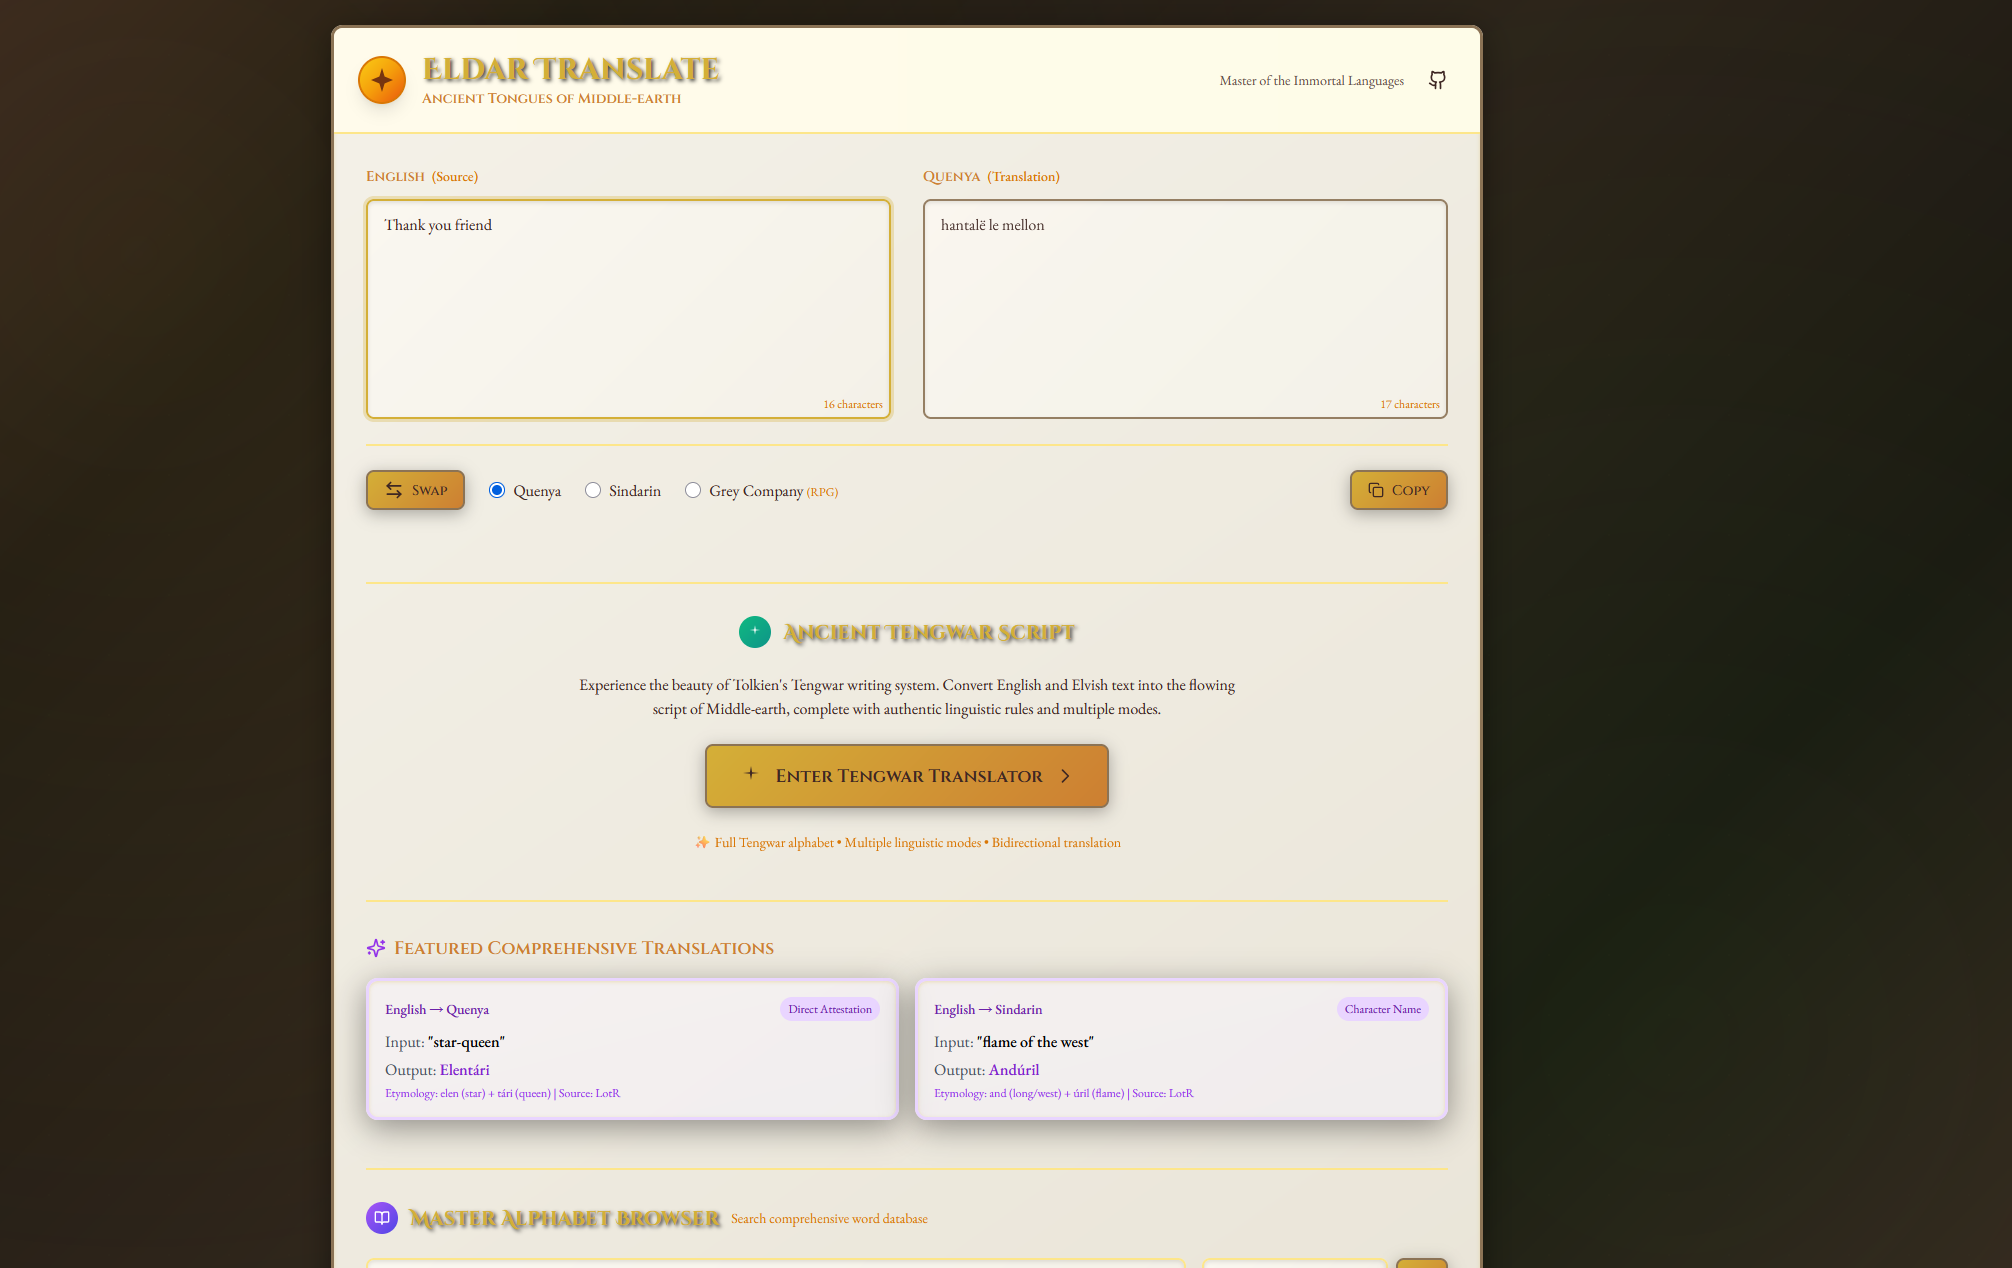 Eldar Translate
Ancient Tongues of Middle-earth
Master of the Immortal Languages
English (Source)
Quenya (Translation)
Thank you friend
hantalë le mellon
16 characters
17 characters
Swap
Quenya
Sindarin
Grey Company (RPG)
Copy
Ancient Tengwar Script
Experience the beauty of Tolkien's Tengwar writing system. Convert English and Elvish text into the flowing
script of Middle-earth, complete with authentic linguistic rules and multiple modes.
Enter Tengwar Translator
✨ Full Tengwar alphabet • Multiple linguistic modes • Bidirectional translation
Featured Comprehensive Translations
English → Quenya
Direct Attestation
Input: "star-queen"
Output: Elentári
Etymology: elen (star) + tári (queen) | Source: LotR
English → Sindarin
Character Name
Input: "flame of the west"
Output: Andúril
Etymology: and (long/west) + úril (flame) | Source: LotR
Master Alphabet Browser
Search comprehensive word database